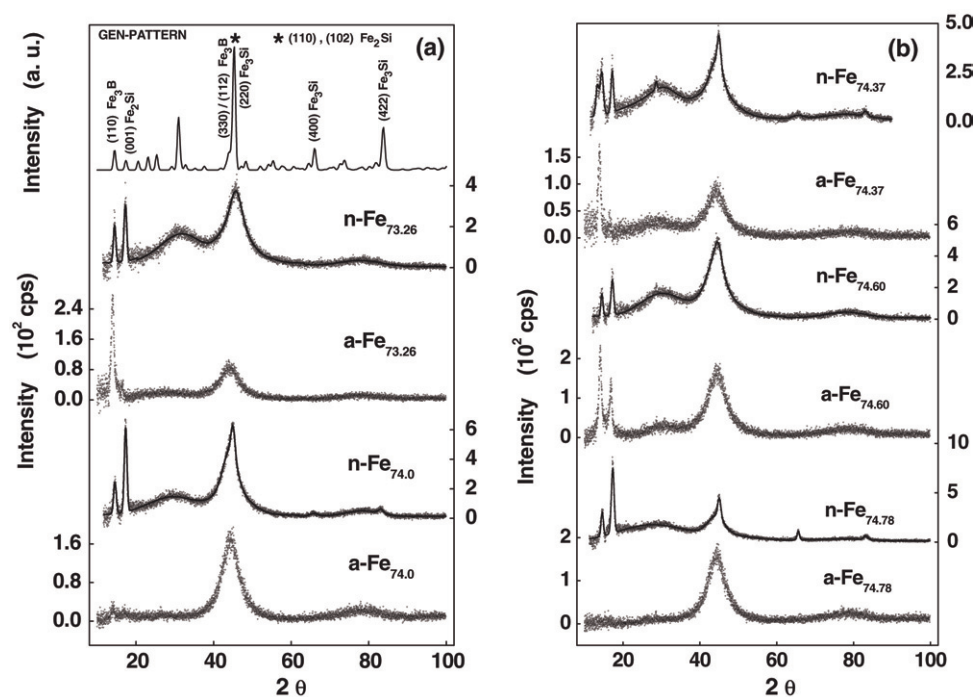 GEN-PATTERN
★ (110) , (102) Fe2Si
(a)
(110) Fe3B
(001) Fe2Si
(330) / (112) Fe3B
★
(220) Fe3Si
(400) Fe3Si
(422) Fe3Si
Intensity (a. u.)
4
2
0
n-Fe73.26
2.4
1.6
0.8
0.0
a-Fe73.26
Intensity (10^2 cps)
6
4
2
0
n-Fe74.0
1.6
0.8
0.0
a-Fe74.0
20 40 60 80 100
2 θ
(b)
5.0
2.5
0.0
n-Fe74.37
1.5
1.0
0.5
0.0
a-Fe74.37
6
4
2
0
n-Fe74.60
Intensity (10^2 cps)
2
1
0
a-Fe74.60
10
5
0
n-Fe74.78
2
1
0
a-Fe74.78
20 40 60 80 100
2 θ